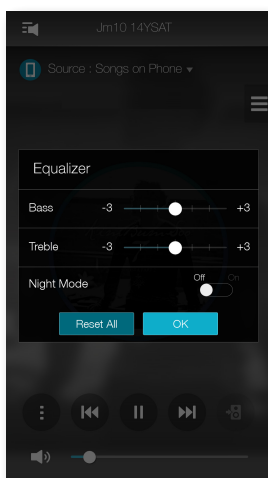 Jm10 14YSAT
Source : Songs on Phone
Equalizer
Bass -3 +3
Treble -3 +3
Night Mode Off On
Reset All OK